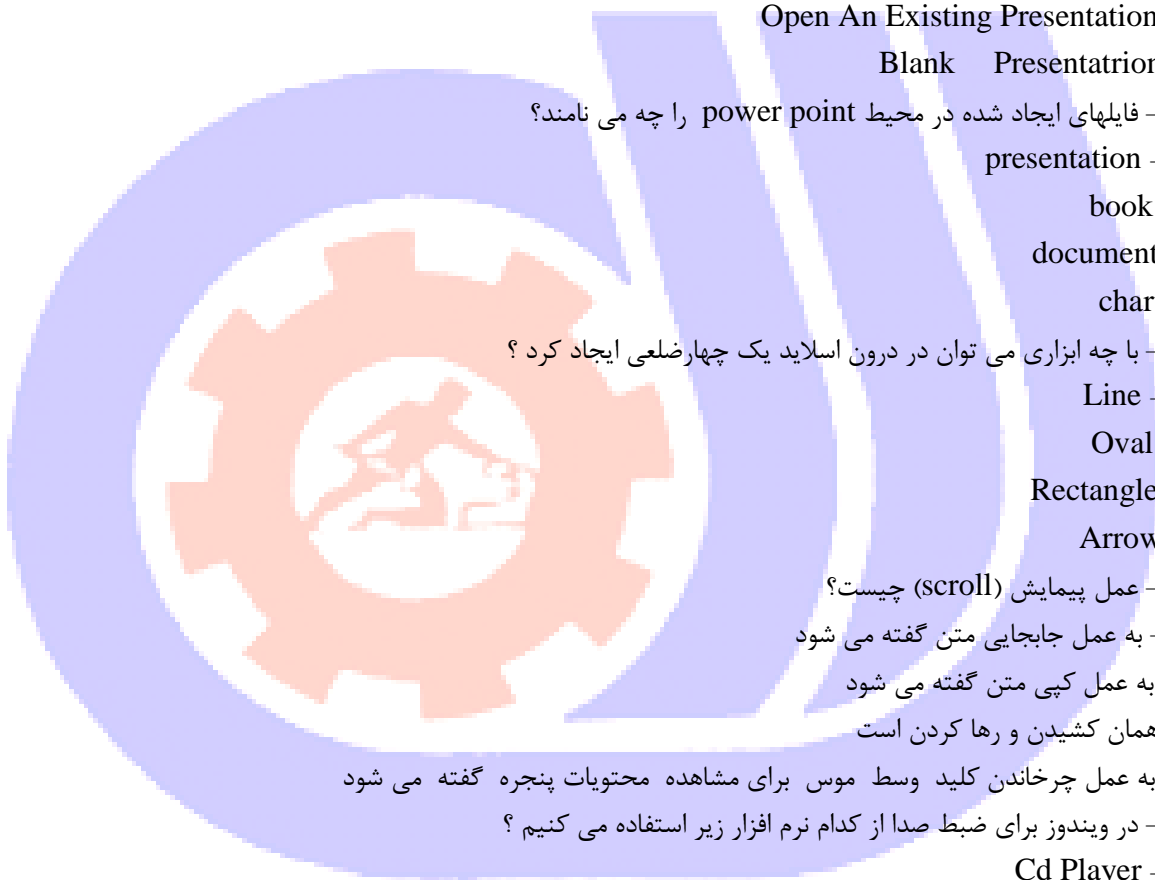 Open An Existing Presentation
Blank Presentatrion
- فایلهای ایجاد شده در محیط power point را چه می نامند؟
- presentation
book
document
char
- با چه ابزاری می توان در درون اسلاید یک چهارضلعی ایجاد کرد ؟
- Line
Oval
Rectangle
Arrow
- عمل پیمایش (scroll) چیست؟
- به عمل جابجایی متن گفته می شود
به عمل کپی متن گفته می شود
همان کشیدن و رها کردن است
به عمل چرخاندن کلید وسط موس برای مشاهده محتویات پنجره گفته می شود
- در ویندوز برای ضبط صدا از کدام نرم افزار زیر استفاده می کنیم ؟
- Cd Player